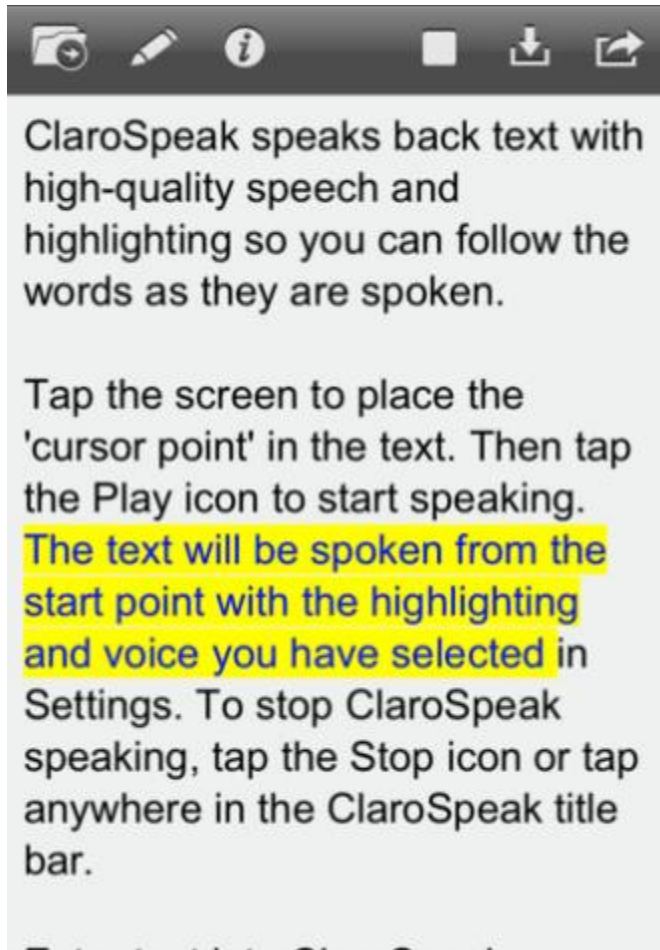 ClaroSpeak speaks back text with
high-quality speech and
highlighting so you can follow the
words as they are spoken.
Tap the screen to place the
'cursor point' in the text. Then tap
the Play icon to start speaking.
The text will be spoken from the
start point with the highlighting
and voice you have selected in
Settings. To stop ClaroSpeak
speaking, tap the Stop icon or tap
anywhere in the ClaroSpeak title
bar.